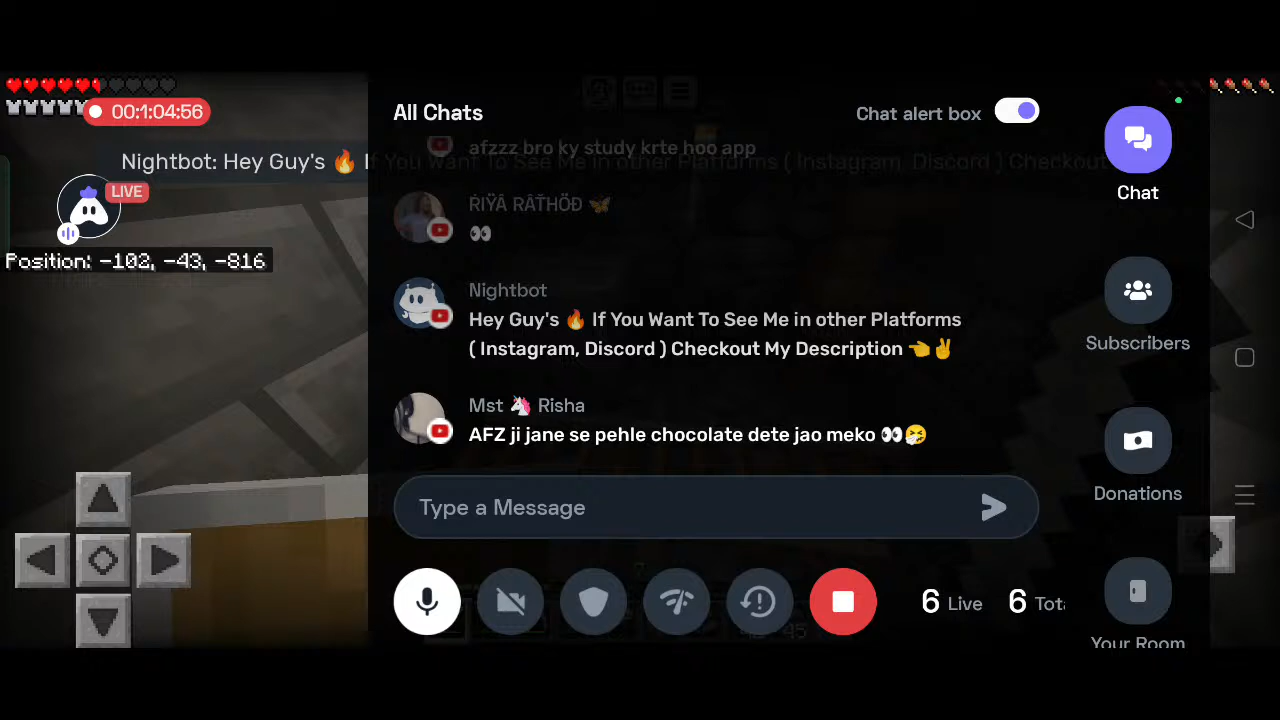 All Chats
Chat alert box
00:1:04:56
afzzz bro ky study krte hoo app
Nightbot: Hey Guy's 🔥 If You Want To See Me in other Platforms ( Instagram, Discord ) Checkout
LIVE
Chat
ŘIŸÅ RÂŤHÖĐ 🦋
👀
Position: -102, -43, -816
Nightbot
Hey Guy's 🔥 If You Want To See Me in other Platforms
( Instagram, Discord ) Checkout My Description 👈✌
Subscribers
Mst 🦄 Risha
AFZ ji jane se pehle chocolate dete jao meko 👀🤧
Donations
Type a Message
6 Live 6 Tot
Your Room